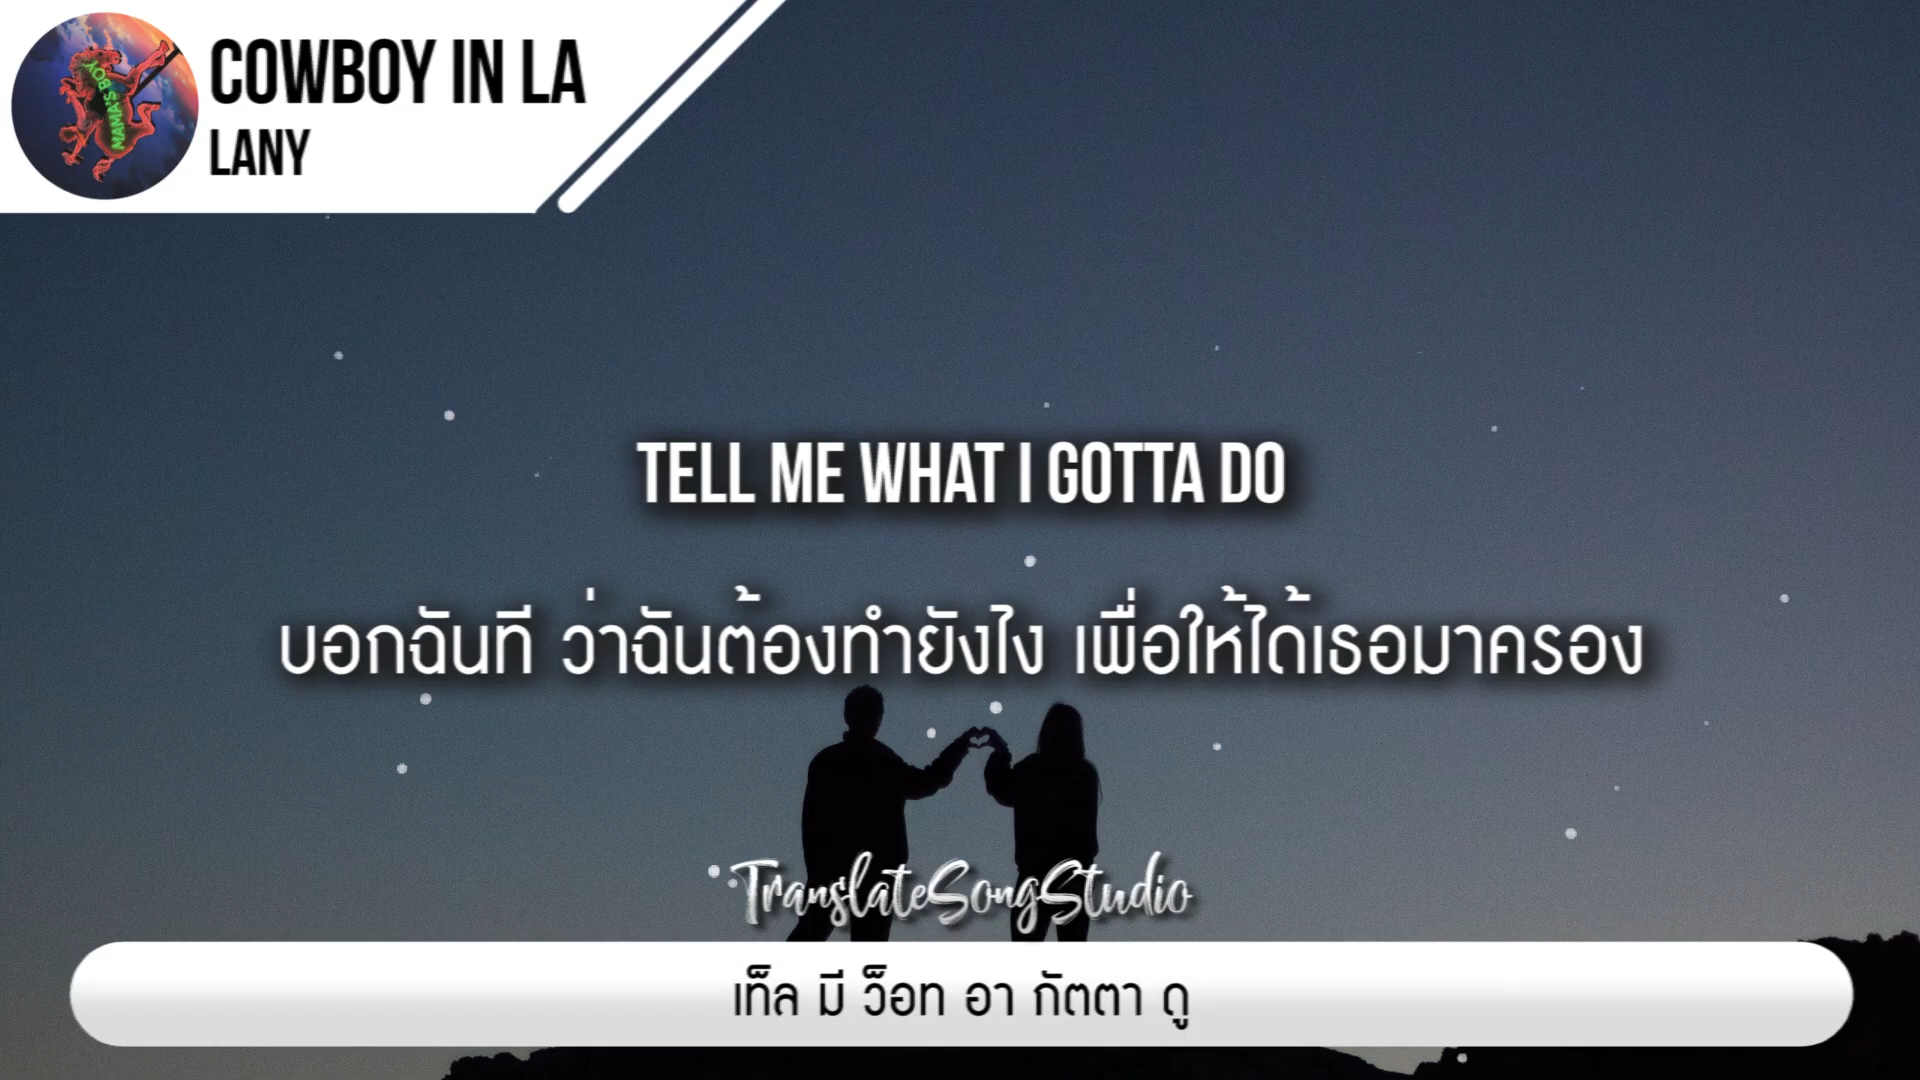 COWBOY IN LA
LANY
MAMA'S BOY
TELL ME WHAT I GOTTA DO
บอกฉันที ว่าฉันต้องทำยังไง เพื่อให้ได้เธอมาครอง
TranslateSongStudio
เท็ล มี ว็อท อา กัตตา ดู